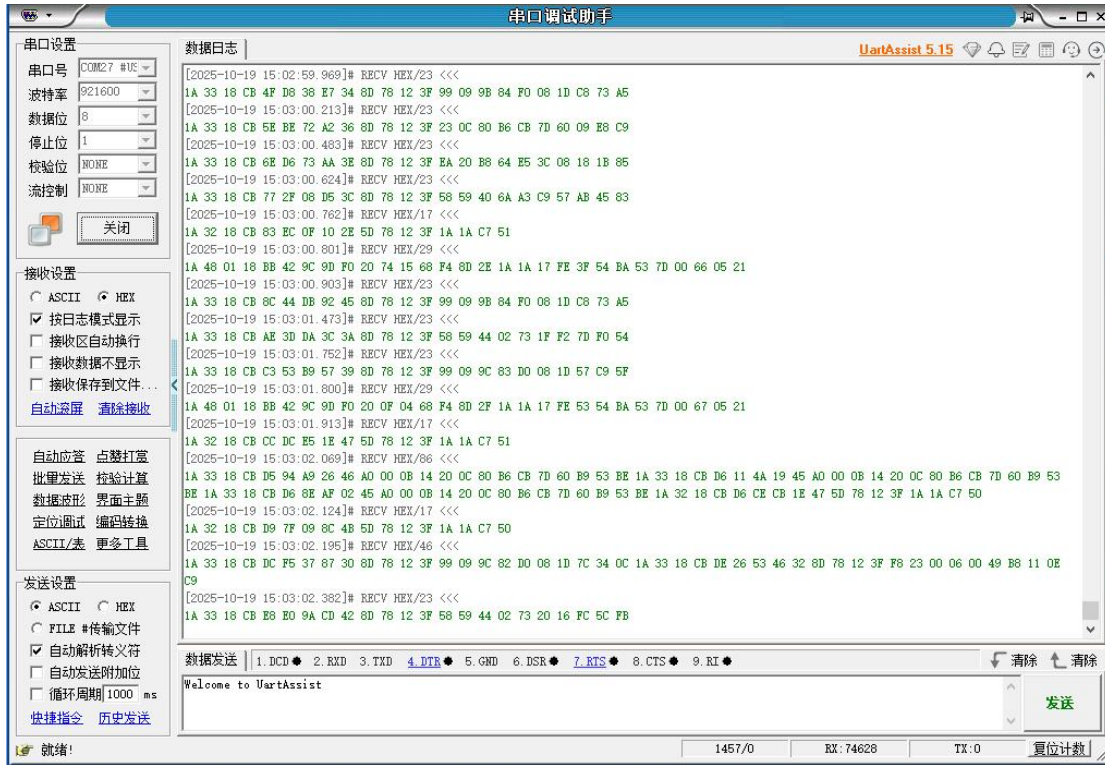 串口调试助手
串口设置
串口号 COM27 #US
波特率 921600
数据位 8
停止位 1
校验位 NONE
流控制 NONE
关闭
接收设置
ASCII HEX
按日志模式显示
接收区自动换行
接收数据不显示
接收保存到文件...
自动滚屏 清除接收
自动应答 点赞打赏
批量发送 校验计算
数据波形 界面主题
定位调试 编码转换
ASCII/表 更多工具
发送设置
ASCII HEX
FILE #传输文件
自动解析转义符
自动发送附加位
循环周期 1000 ms
快捷指令 历史发送
数据日志
UartAssist 5.15
[2025-10-19 15:02:59.969]# RECV HEX/23 <<<
1A 33 18 CB 4F D8 38 E7 34 8D 78 12 3F 99 09 9B 84 F0 08 1D C8 73 A5
[2025-10-19 15:03:00.213]# RECV HEX/23 <<<
1A 33 18 CB 5E BE 72 A2 36 8D 78 12 3F 23 0C 80 B6 CB 7D 60 09 E8 C9
[2025-10-19 15:03:00.483]# RECV HEX/23 <<<
1A 33 18 CB 6E D6 73 AA 3E 8D 78 12 3F EA 20 B8 64 E5 3C 08 18 1B 85
[2025-10-19 15:03:00.624]# RECV HEX/23 <<<
1A 33 18 CB 77 2F 08 D5 3C 8D 78 12 3F 58 59 40 6A A3 C9 57 AB 45 83
[2025-10-19 15:03:00.762]# RECV HEX/17 <<<
1A 32 18 CB 83 EC 0F 10 2E 5D 78 12 3F 1A 1A C7 51
[2025-10-19 15:03:00.801]# RECV HEX/29 <<<
1A 48 01 18 BB 42 9C 9D F0 20 74 15 68 F4 8D 2E 1A 1A 17 FE 3F 54 BA 53 7D 00 66 05 21
[2025-10-19 15:03:00.903]# RECV HEX/23 <<<
1A 33 18 CB 8C 44 DB 92 45 8D 78 12 3F 99 09 9B 84 F0 08 1D C8 73 A5
[2025-10-19 15:03:01.473]# RECV HEX/23 <<<
1A 33 18 CB AE 3D DA 3C 3A 8D 78 12 3F 58 59 44 02 73 1F F2 7D F0 54
[2025-10-19 15:03:01.752]# RECV HEX/23 <<<
1A 33 18 CB C3 53 B9 57 39 8D 78 12 3F 99 09 9C 83 D0 08 1D 57 C9 5F
[2025-10-19 15:03:01.800]# RECV HEX/29 <<<
1A 48 01 18 BB 42 9C 9D F0 20 0F 04 68 F4 8D 2F 1A 1A 17 FE 53 54 BA 53 7D 00 67 05 21
[2025-10-19 15:03:01.913]# RECV HEX/17 <<<
1A 32 18 CB CC DC E5 1E 47 5D 78 12 3F 1A 1A C7 51
[2025-10-19 15:03:02.069]# RECV HEX/86 <<<
1A 33 18 CB D5 94 A9 26 46 A0 00 0B 14 20 0C 80 B6 CB 7D 60 B9 53 BE 1A 33 18 CB D6 11 4A 19 45 A0 00 0B 14 20 0C 80 B6 CB 7D 60 B9 53
BE 1A 33 18 CB D6 8E AF 02 45 A0 00 0B 14 20 0C 80 B6 CB 7D 60 B9 53 BE 1A 32 18 CB D6 CE CB 1E 47 5D 78 12 3F 1A 1A C7 50
[2025-10-19 15:03:02.124]# RECV HEX/17 <<<
1A 32 18 CB D9 7F 09 8C 4B 5D 78 12 3F 1A 1A C7 50
[2025-10-19 15:03:02.195]# RECV HEX/46 <<<
1A 33 18 CB DC F5 37 87 30 8D 78 12 3F 99 09 9C 82 D0 08 1D 7C 34 0C 1A 33 18 CB DE 26 53 46 32 8D 78 12 3F F8 23 00 06 00 49 B8 11 0E
C9
[2025-10-19 15:03:02.382]# RECV HEX/23 <<<
1A 33 18 CB E8 E0 9A CD 42 8D 78 12 3F 58 59 44 02 73 20 16 FC 5C FB
数据发送 1.DCD 2.RXD 3.TXD 4.DTR 5.GND 6.DSR 7.RTS 8.CTS 9.RI 清除 清除
Welcome to UartAssist
发送
就绪! 1457/0 RX:74628 TX:0 复位计数